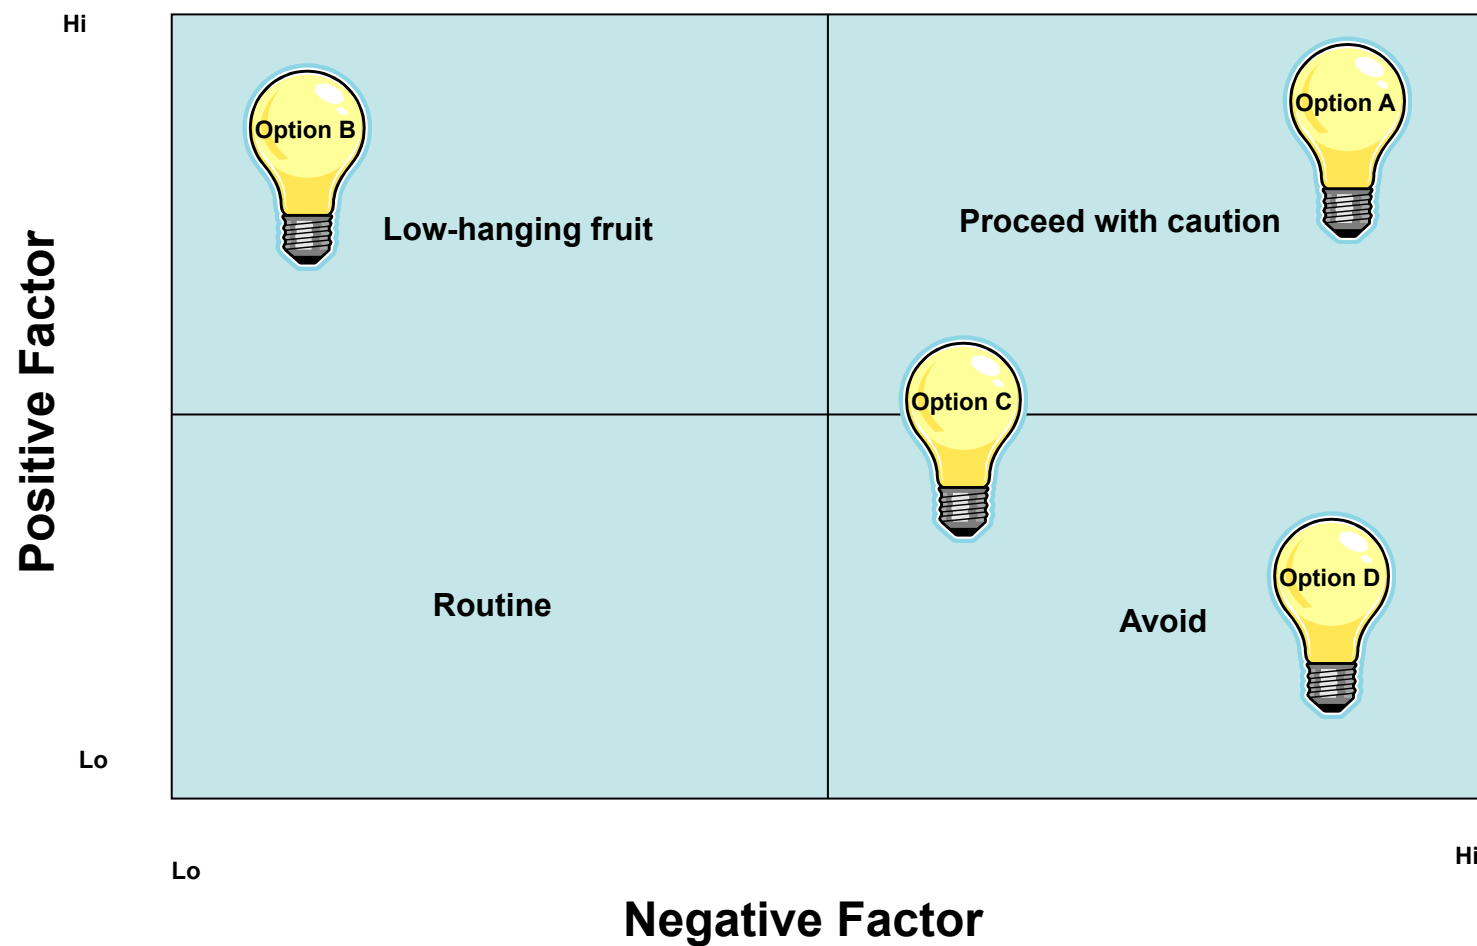 Hi
Option B
Option A
Low-hanging fruit
Proceed with caution
Positive Factor
Option C
Option D
Routine
Avoid
Lo
Lo
Hi
Negative Factor